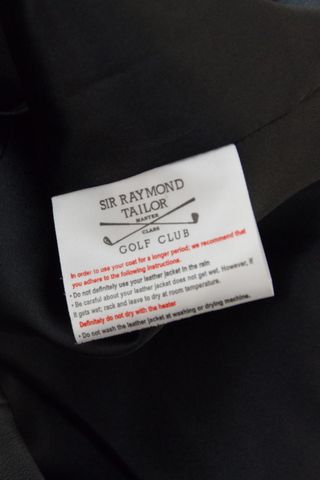 SIR RAYMOND
TAILOR
MASTER
CLASS
GOLF CLUB
In order to use your coat for a longer period; we recommend that
you adhere to the following instructions.
• Do not definitely use your leather jacket in the rain
• Be careful about your leather jacket does not get wet. However, if
it gets wet; rack and leave to dry at room temperature.
Definitely do not dry with the heater
• Do not wash the leather jacket at washing or drying machine.